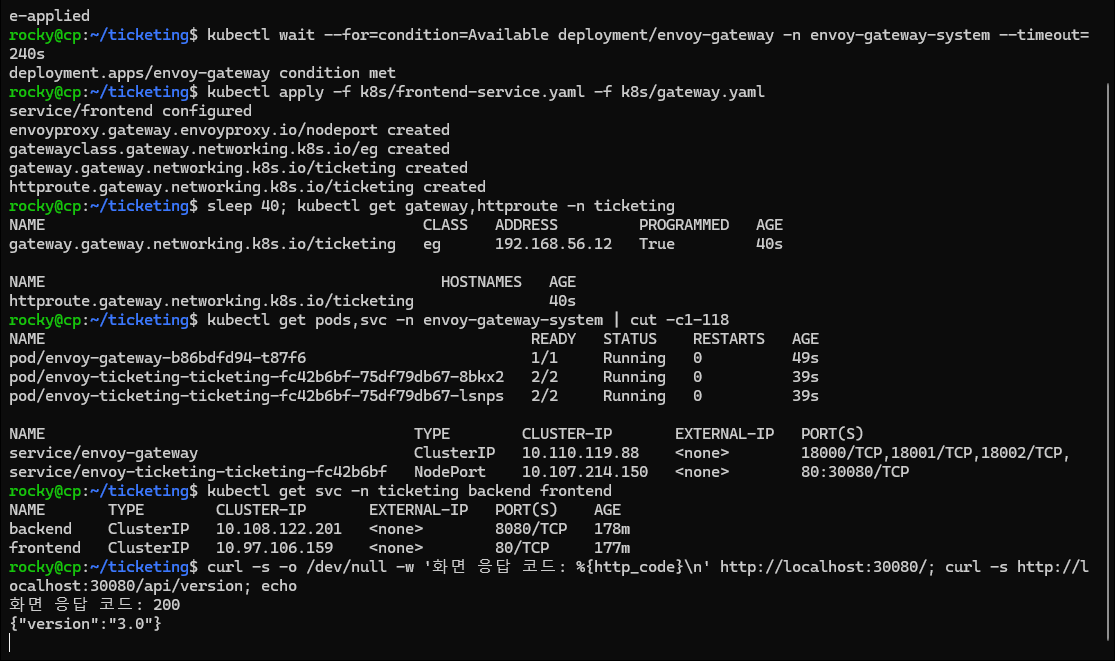 e-applied
rocky@cp:~/ticketing$ kubectl wait --for=condition=Available deployment/envoy-gateway -n envoy-gateway-system --timeout=
240s
deployment.apps/envoy-gateway condition met
rocky@cp:~/ticketing$ kubectl apply -f k8s/frontend-service.yaml -f k8s/gateway.yaml
service/frontend configured
envoyproxy.gateway.envoyproxy.io/nodeport created
gatewayclass.gateway.networking.k8s.io/eg created
gateway.gateway.networking.k8s.io/ticketing created
httproute.gateway.networking.k8s.io/ticketing created
rocky@cp:~/ticketing$ sleep 40; kubectl get gateway,httproute -n ticketing
NAME CLASS ADDRESS PROGRAMMED AGE
gateway.gateway.networking.k8s.io/ticketing eg 192.168.56.12 True 40s
NAME HOSTNAMES AGE
httproute.gateway.networking.k8s.io/ticketing 40s
rocky@cp:~/ticketing$ kubectl get pods,svc -n envoy-gateway-system | cut -c1-118
NAME READY STATUS RESTARTS AGE
pod/envoy-gateway-b86bdfd94-t87f6 1/1 Running 0 49s
pod/envoy-ticketing-ticketing-fc42b6bf-75df79db67-8bkx2 2/2 Running 0 39s
pod/envoy-ticketing-ticketing-fc42b6bf-75df79db67-lsnps 2/2 Running 0 39s
NAME TYPE CLUSTER-IP EXTERNAL-IP PORT(S)
service/envoy-gateway ClusterIP 10.110.119.88 <none> 18000/TCP,18001/TCP,18002/TCP,
service/envoy-ticketing-ticketing-fc42b6bf NodePort 10.107.214.150 <none> 80:30080/TCP
rocky@cp:~/ticketing$ kubectl get svc -n ticketing backend frontend
NAME TYPE CLUSTER-IP EXTERNAL-IP PORT(S) AGE
backend ClusterIP 10.108.122.201 <none> 8080/TCP 178m
frontend ClusterIP 10.97.106.159 <none> 80/TCP 177m
rocky@cp:~/ticketing$ curl -s -o /dev/null -w '화면 응답 코드: %{http_code}\n' http://localhost:30080/; curl -s http://l
ocalhost:30080/api/version; echo
화면 응답 코드: 200
{"version":"3.0"}